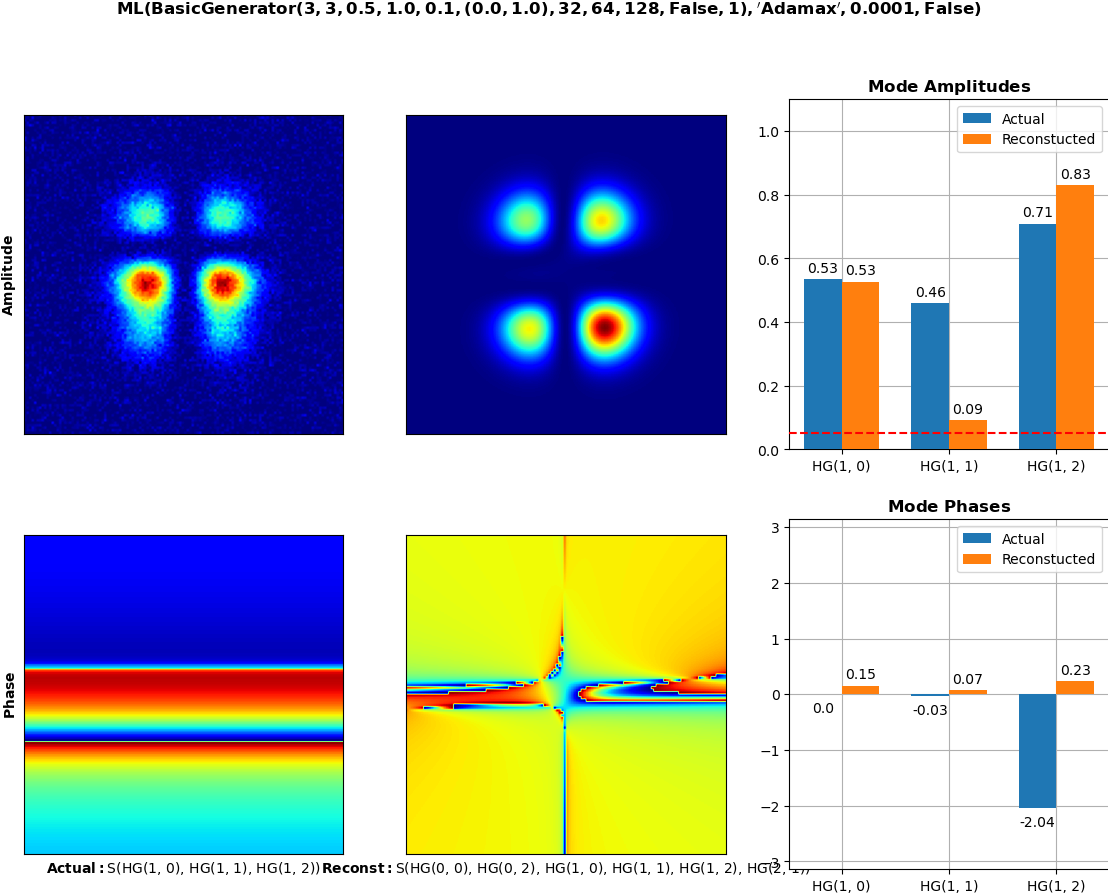 ML(BasicGenerator(3, 3, 0.5, 1.0, 0.1, (0.0, 1.0), 32, 64, 128, False, 1), ′Adamax′, 0.0001, False)
Mode Amplitudes
Actual
Reconstucted
Amplitude
1.0
0.8
0.6
0.4
0.2
0.0
0.53
0.53
0.46
0.09
0.71
0.83
HG(1, 0)
HG(1, 1)
HG(1, 2)
Mode Phases
Actual
Reconstucted
Phase
3
2
1
0
−1
−2
−3
0.0
0.15
-0.03
0.07
-2.04
0.23
Actual: S(HG(1, 0), HG(1, 1), HG(1, 2))
Reconst: S(HG(0, 0), HG(0, 2), HG(1, 0), HG(1, 1), HG(1, 2), HG(2, 1))
HG(1, 0)
HG(1, 1)
HG(1, 2)